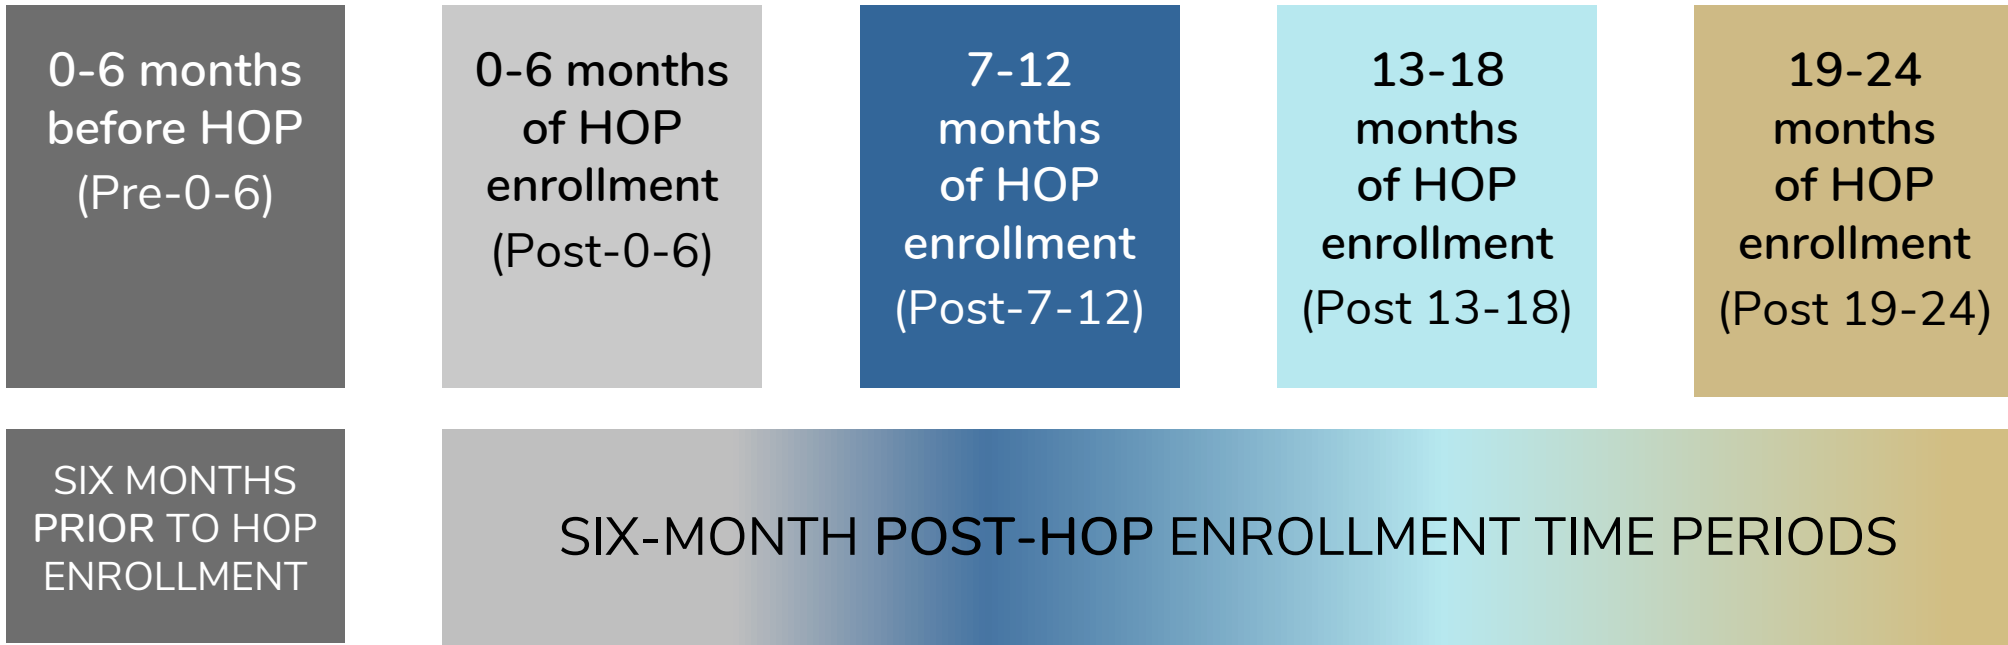 0-6 months
before HOP
(Pre-0-6)
0-6 months
of HOP
enrollment
(Post-0-6)
7-12
months
of HOP
enrollment
(Post-7-12)
13-18
months
of HOP
enrollment
(Post 13-18)
19-24
months
of HOP
enrollment
(Post 19-24)
SIX MONTHS
PRIOR TO HOP
ENROLLMENT
SIX-MONTH POST-HOP ENROLLMENT TIME PERIODS